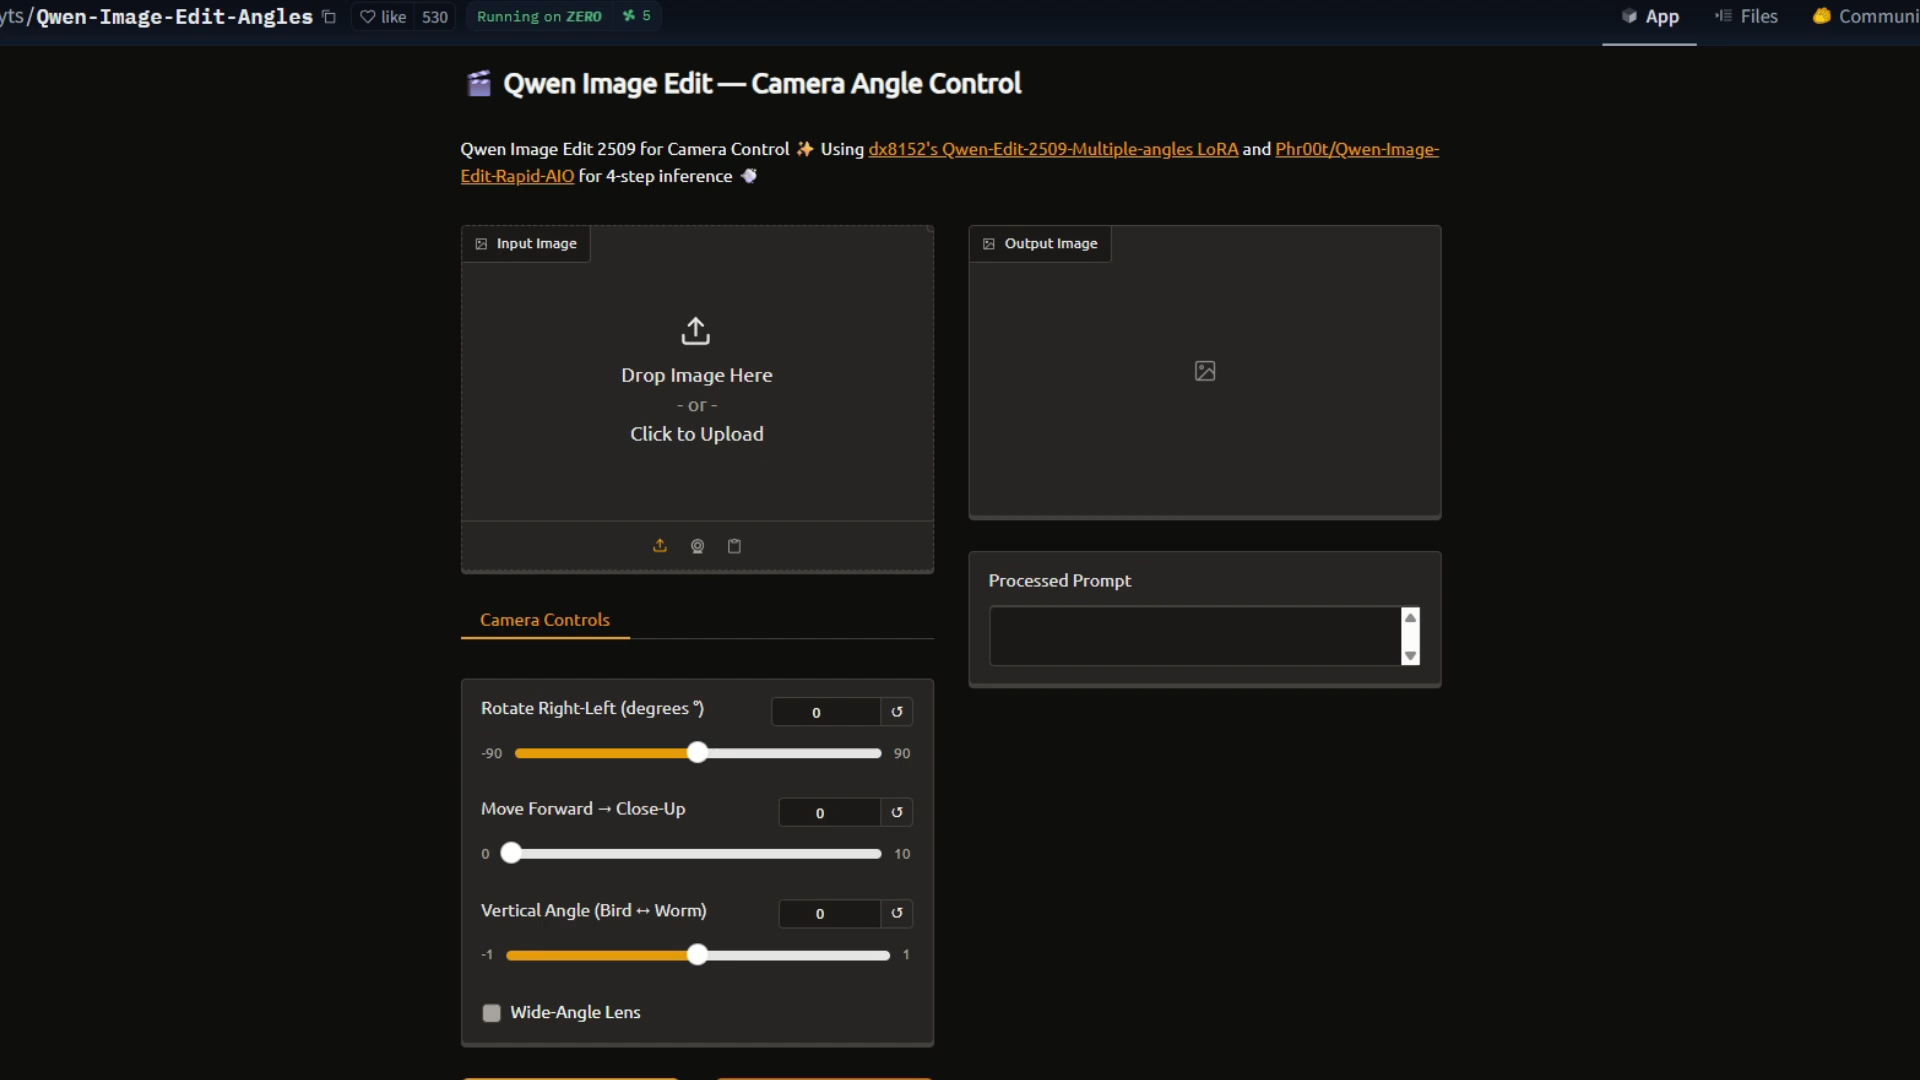 yts/Qwen-Image-Edit-Angles like 530 Running on ZERO 5 App Files Communi
Qwen Image Edit — Camera Angle Control
Qwen Image Edit 2509 for Camera Control ✨ Using dx8152's Qwen-Edit-2509-Multiple-angles LoRA and Phr00t/Qwen-Image-
Edit-Rapid-AIO for 4-step inference
Input Image
Drop Image Here
- or -
Click to Upload
Output Image
Processed Prompt
Camera Controls
Rotate Right-Left (degrees °) 0 ↺
-90 90
Move Forward → Close-Up 0 ↺
0 10
Vertical Angle (Bird ↔ Worm) 0 ↺
-1 1
Wide-Angle Lens